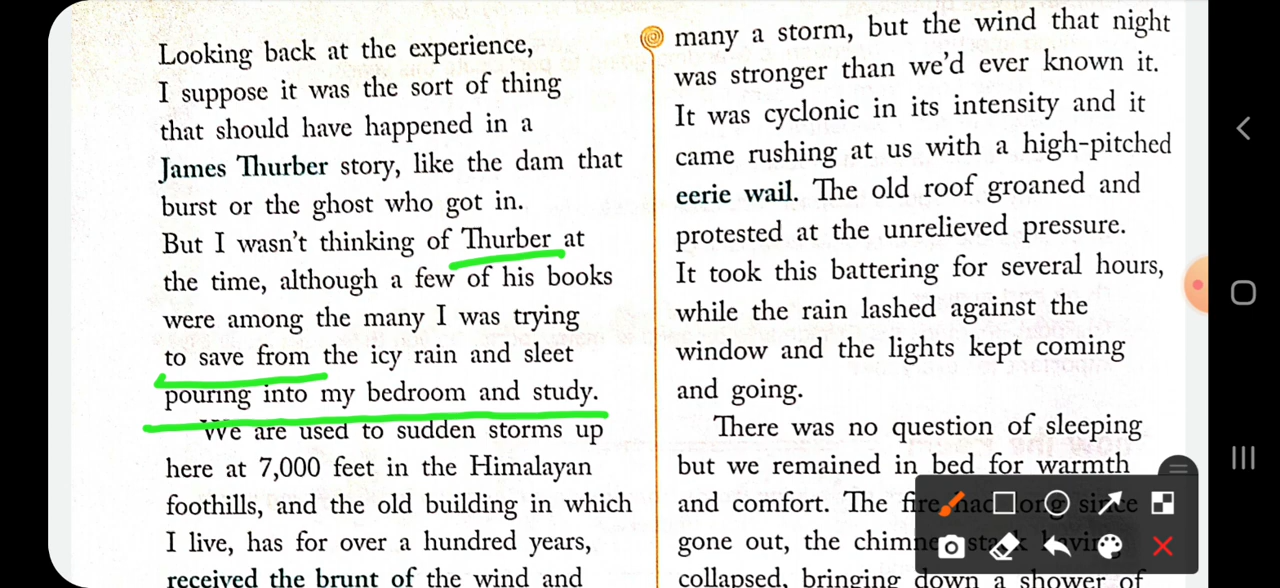 Looking back at the experience,
I suppose it was the sort of thing
that should have happened in a
James Thurber story, like the dam that
burst or the ghost who got in.
But I wasn't thinking of Thurber at
the time, although a few of his books
were among the many I was trying
to save from the icy rain and sleet
pouring into my bedroom and study.
We are used to sudden storms up
here at 7,000 feet in the Himalayan
foothills, and the old building in which
I live, has for over a hundred years,
received the brunt of the wind and
many a storm, but the wind that night
was stronger than we'd ever known it.
It was cyclonic in its intensity and it
came rushing at us with a high-pitched
eerie wail. The old roof groaned and
protested at the unrelieved pressure.
It took this battering for several hours,
while the rain lashed against the
window and the lights kept coming
and going.
There was no question of sleeping
but we remained in bed for warmth
and comfort. The fire had long since
gone out, the chimney stack having
collapsed, bringing down a shower of